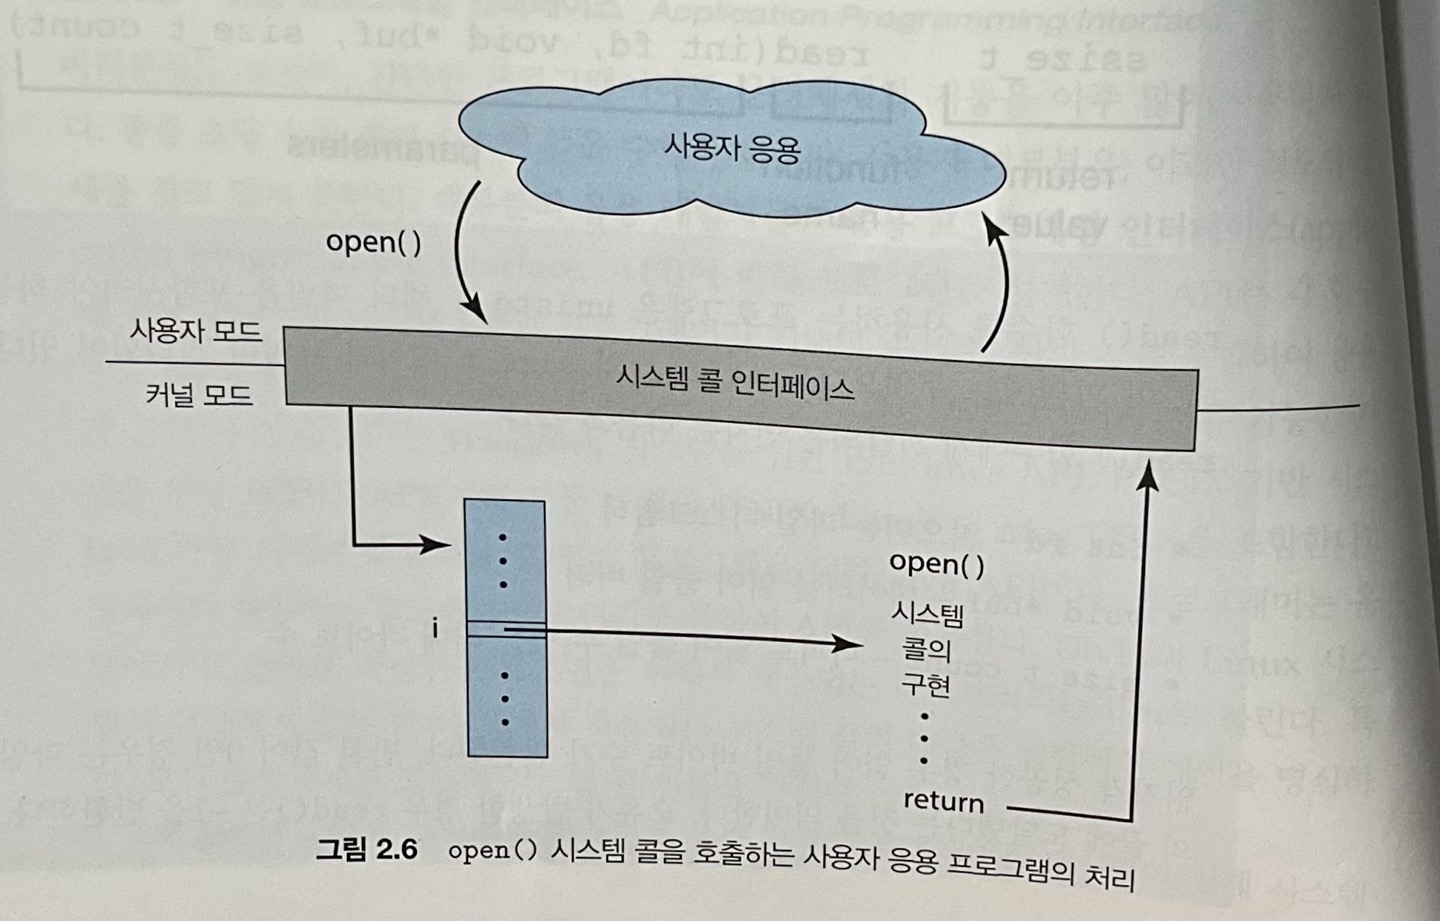 사용자 응용
open()
사용자 모드
커널 모드
시스템 콜 인터페이스
i
open()
시스템
콜의
구현
return
그림 2.6 open() 시스템 콜을 호출하는 사용자 응용 프로그램의 처리